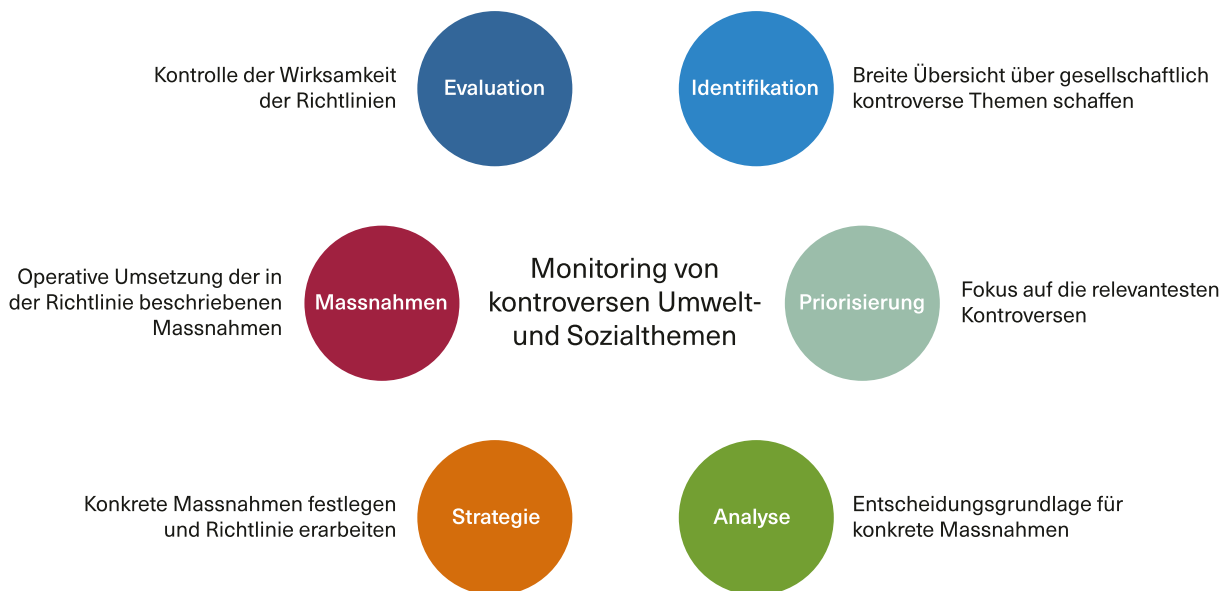 Kontrolle der Wirksamkeit
der Richtlinien
Evaluation
Identifikation
Breite Übersicht über gesellschaftlich
kontroverse Themen schaffen
Operative Umsetzung der in
der Richtlinie beschriebenen
Massnahmen
Massnahmen
Monitoring von
kontroversen Umwelt-
und Sozialthemen
Priorisierung
Fokus auf die relevantesten
Kontroversen
Konkrete Massnahmen festlegen
und Richtlinie erarbeiten
Strategie
Analyse
Entscheidungsgrundlage für
konkrete Massnahmen